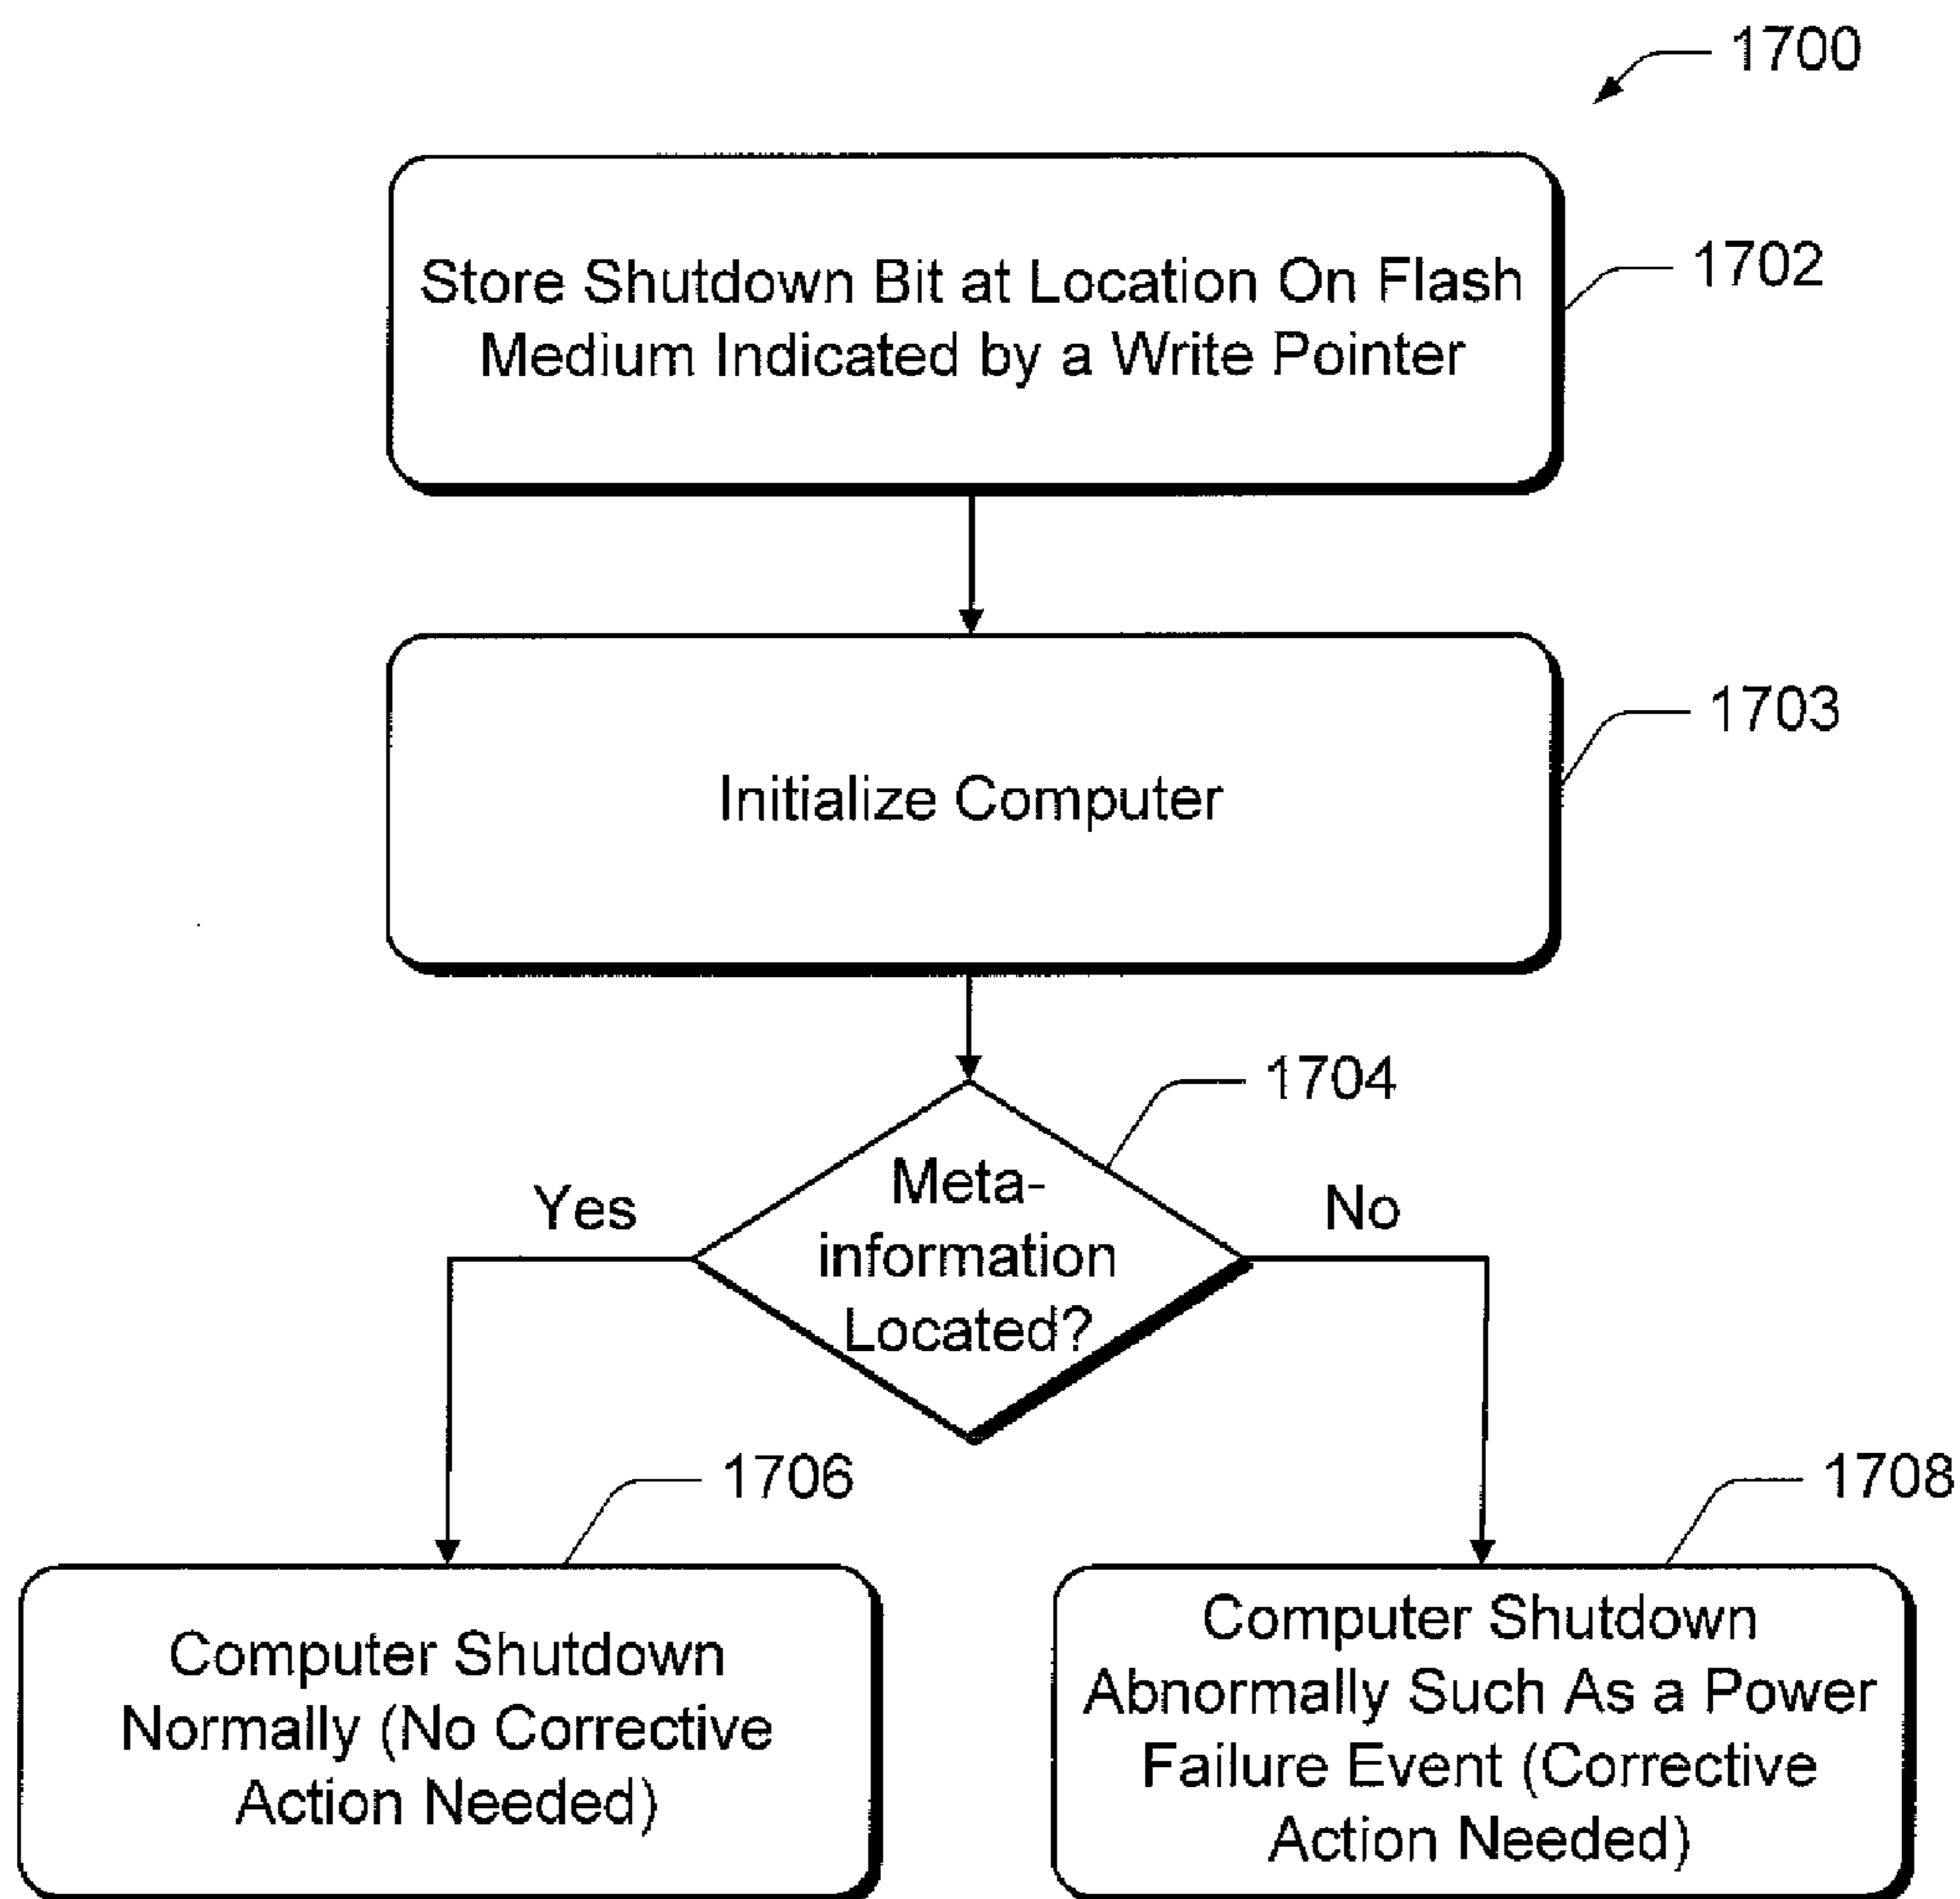 1700
Store Shutdown Bit at Location On Flash
Medium Indicated by a Write Pointer
1702
Initialize Computer
1703
1704
Meta-
information
Located?
Yes
No
1706
Computer Shutdown
Normally (No Corrective
Action Needed)
1708
Computer Shutdown
Abnormally Such As a Power
Failure Event (Corrective
Action Needed)